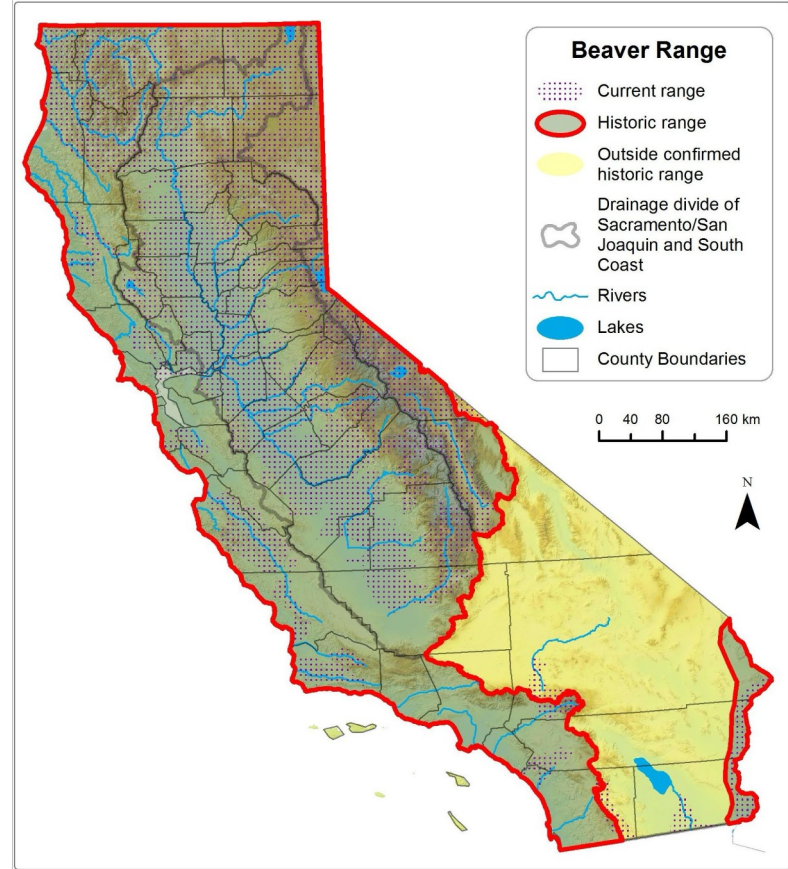 Beaver Range
Current range
Historic range
Outside confirmed
historic range
Drainage divide of
Sacramento/San
Joaquin and South
Coast
Rivers
Lakes
County Boundaries
0 40 80 160 km
N